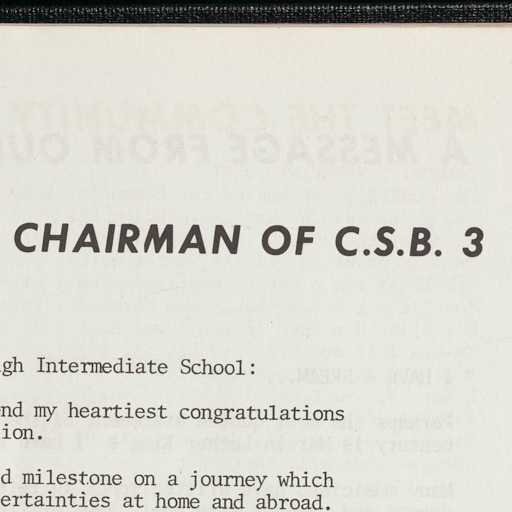 CHAIRMAN OF C.S.B. 3
gh Intermediate School:
nd my heartiest congratulations
ion.
d milestone on a journey which
ertainties at home and abroad.